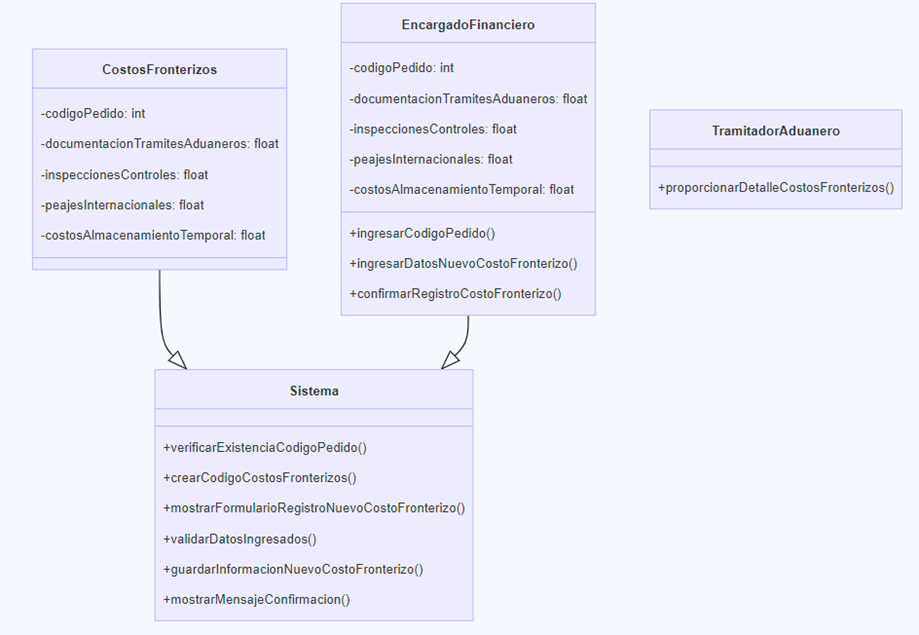 CostosFronterizos
-codigoPedido: int
-documentacionTramitesAduaneros: float
-inspeccionesControles: float
-peajesInternacionales: float
-costosAlmacenamientoTemporal: float
EncargadoFinanciero
-codigoPedido: int
-documentacionTramitesAduaneros: float
-inspeccionesControles: float
-peajesInternacionales: float
-costosAlmacenamientoTemporal: float
+ingresarCodigoPedido()
+ingresarDatosNuevoCostoFronterizo()
+confirmarRegistroCostoFronterizo()
TramitadorAduanero
+proporcionarDetalleCostosFronterizos()
Sistema
+verificarExistenciaCodigoPedido()
+crearCodigoCostosFronterizos()
+mostrarFormularioRegistroNuevoCostoFronterizo()
+validarDatosIngresados()
+guardarInformacionNuevoCostoFronterizo()
+mostrarMensajeConfirmacion()